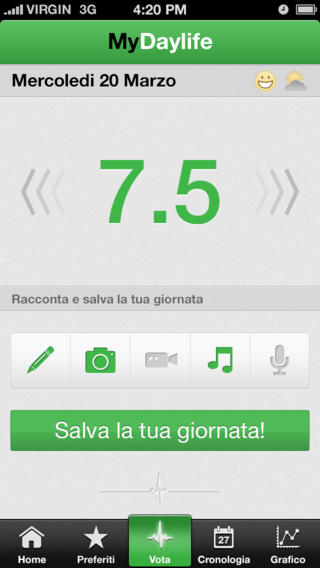 VIRGIN 3G 4:20 PM
MyDaylife
Mercoledi 20 Marzo
7.5
Racconta e salva la tua giornata
Salva la tua giornata!
27
Home Preferiti Vota Cronologia Grafico